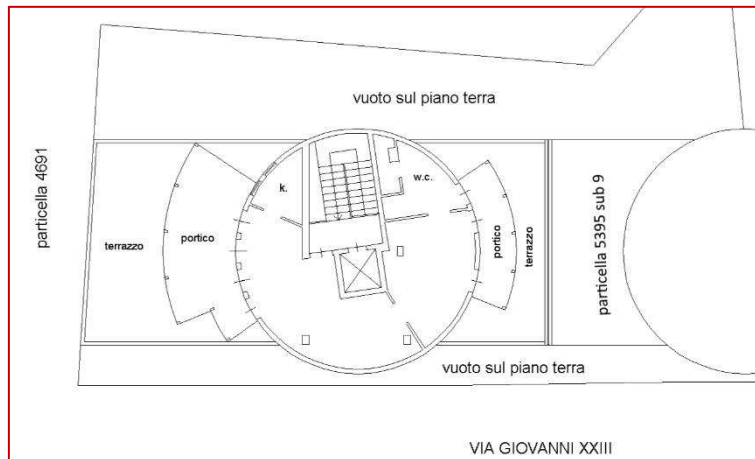 vuoto sul piano terra
particella 4691
k.
w.c.
terrazzo
portico
portico
terrazzo
particella 5395 sub 9
vuoto sul piano terra
VIA GIOVANNI XXIII